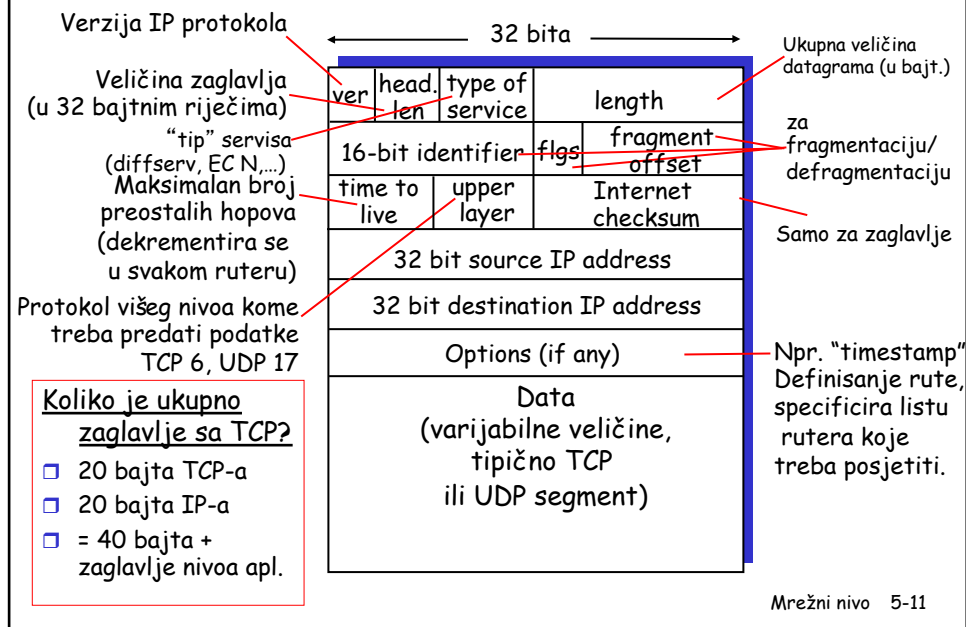 Verzija IP protokola
32 bita
Ukupna veličina
datagrama (u bajt.)
Veličina zaglavlja
(u 32 bajtnim riječima)
ver
head.
len
type of
service
length
"tip" servisa
(diffserv, EC N,...)
16-bit identifier
flgs
fragment
offset
za
fragmentaciju/
defragmentaciju
Maksimalan broj
preostalih hopova
(dekrementira se
u svakom ruteru)
time to
live
upper
layer
Internet
checksum
Samo za zaglavlje
32 bit source IP address
Protokol višeg nivoa kome
treba predati podatke
TCP 6, UDP 17
32 bit destination IP address
Options (if any)
Npr. "timestamp"
Definisanje rute,
specificira listu
rutera koje
treba posjetiti.
Data
(varijabilne veličine,
tipično TCP
ili UDP segment)
Koliko je ukupno
zaglavlje sa TCP?
❒ 20 bajta TCP-a
❒ 20 bajta IP-a
❒ = 40 bajta +
zaglavlje nivoa apl.
Mrežni nivo 5-11